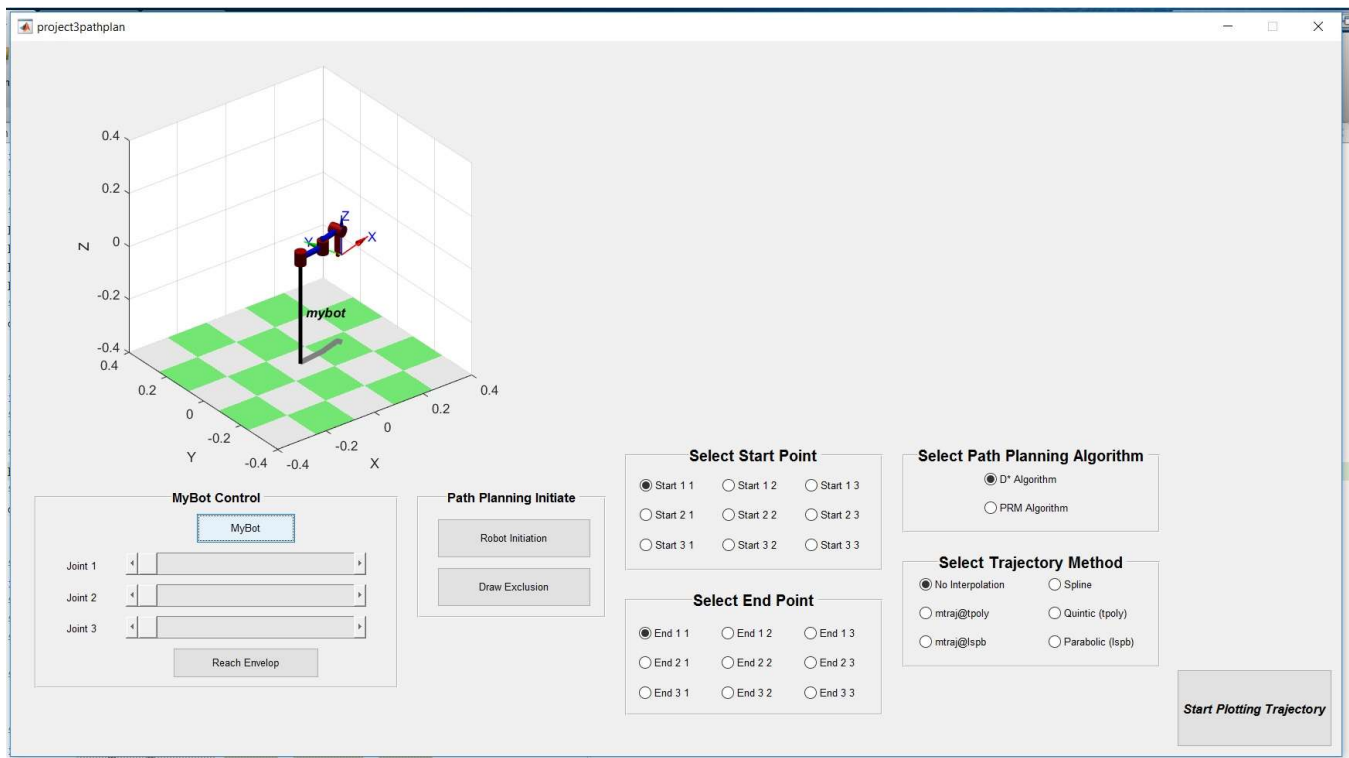 project3pathplan
0.4
0.2
0
-0.2
-0.4
Z
0.4
0.2
0
-0.2
-0.4
Y
-0.4
-0.2
0
0.2
0.4
X
Z
Y
X
mybot
MyBot Control
MyBot
Joint 1
Joint 2
Joint 3
Reach Envelop
Path Planning Initiate
Robot Initiation
Draw Exclusion
Select Start Point
Start 1 1 Start 1 2 Start 1 3
Start 2 1 Start 2 2 Start 2 3
Start 3 1 Start 3 2 Start 3 3
Select End Point
End 1 1 End 1 2 End 1 3
End 2 1 End 2 2 End 2 3
End 3 1 End 3 2 End 3 3
Select Path Planning Algorithm
D* Algorithm
PRM Algorithm
Select Trajectory Method
No Interpolation Spline
mtraj@tpoly Quintic (tpoly)
mtraj@lspb Parabolic (lspb)
Start Plotting Trajectory